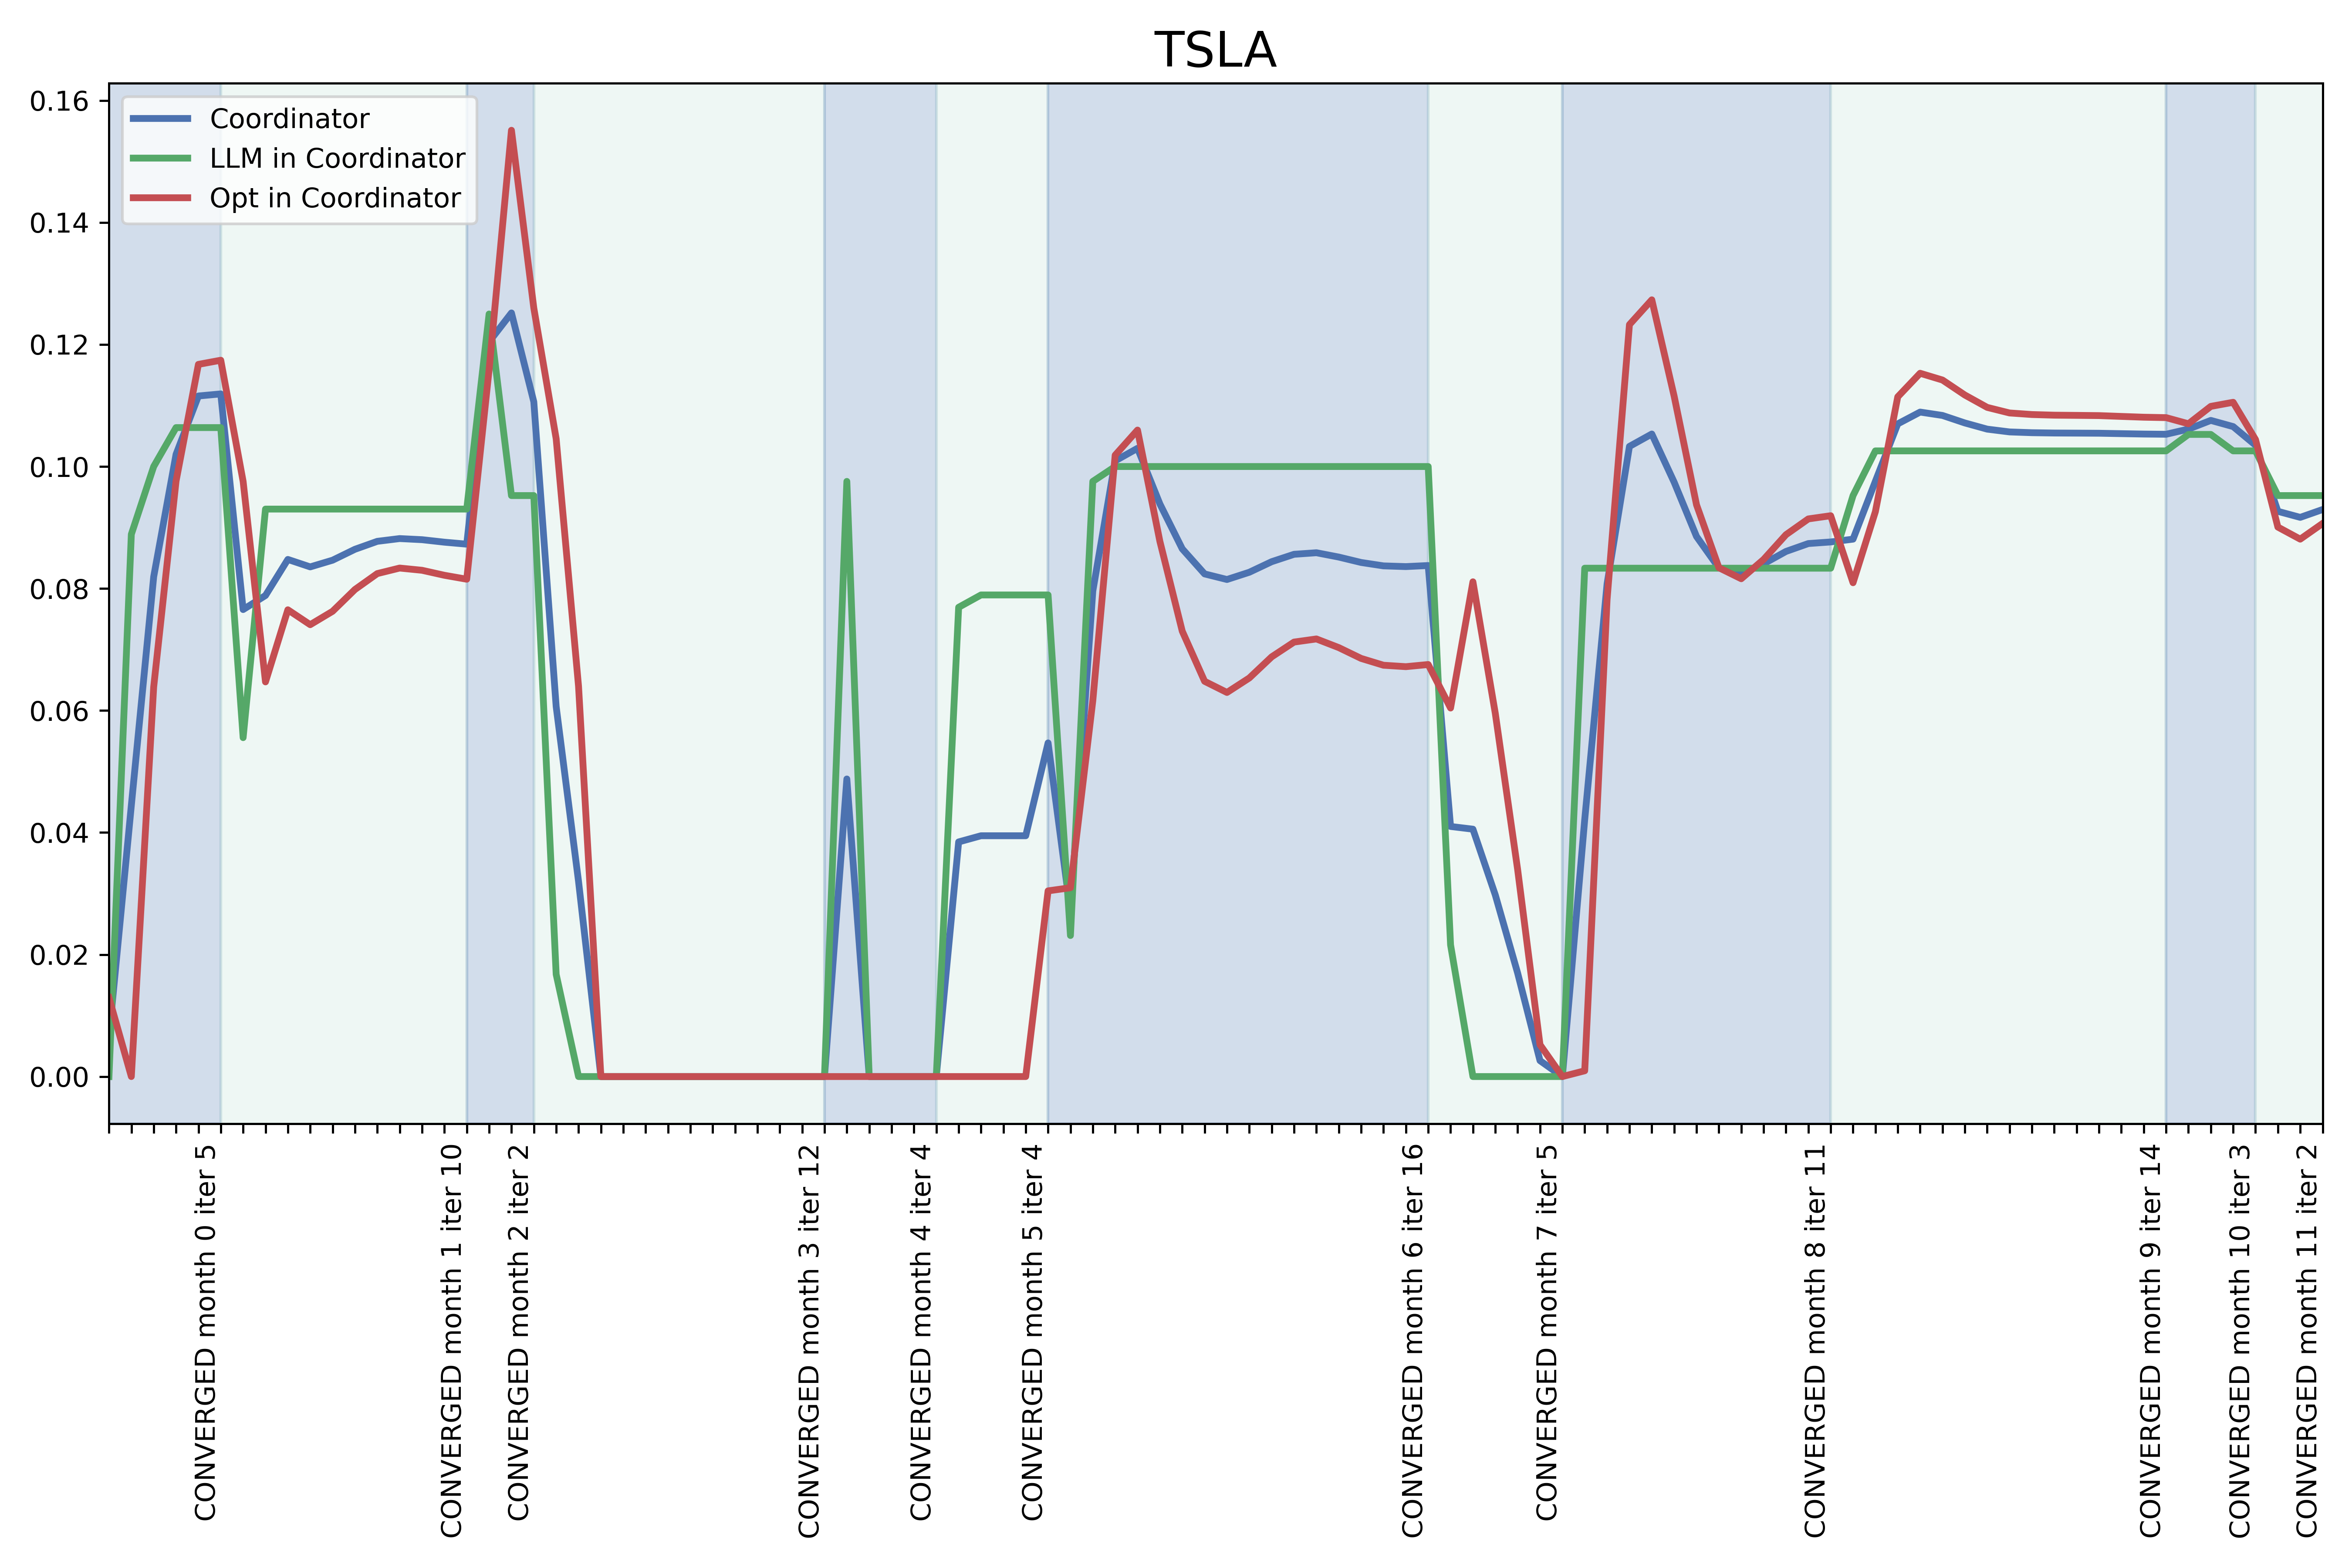 TSLA
0.16
0.14
0.12
0.10
0.08
0.06
0.04
0.02
0.00
Coordinator
LLM in Coordinator
Opt in Coordinator
CONVERGED month 0 iter 5
CONVERGED month 1 iter 10
CONVERGED month 2 iter 2
CONVERGED month 3 iter 12
CONVERGED month 4 iter 4
CONVERGED month 5 iter 4
CONVERGED month 6 iter 16
CONVERGED month 7 iter 5
CONVERGED month 8 iter 11
CONVERGED month 9 iter 14
CONVERGED month 10 iter 3
CONVERGED month 11 iter 2